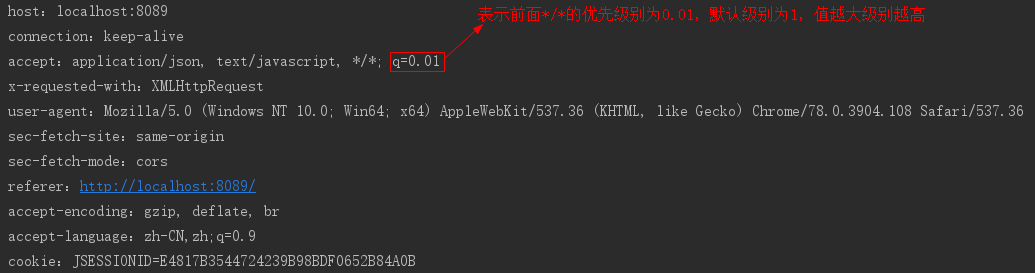 host: localhost:8089
表示前面*/*的优先级别为0.01，默认级别为1，值越大级别越高
connection: keep-alive
accept: application/json, text/javascript, */*; q=0.01
x-requested-with: XMLHttpRequest
user-agent: Mozilla/5.0 (Windows NT 10.0; Win64; x64) AppleWebKit/537.36 (KHTML, like Gecko) Chrome/78.0.3904.108 Safari/537.36
sec-fetch-site: same-origin
sec-fetch-mode: cors
referer: http://localhost:8089/
accept-encoding: gzip, deflate, br
accept-language: zh-CN,zh;q=0.9
cookie: JSESSIONID=E4817B3544724239B98BDF0652B84A0B